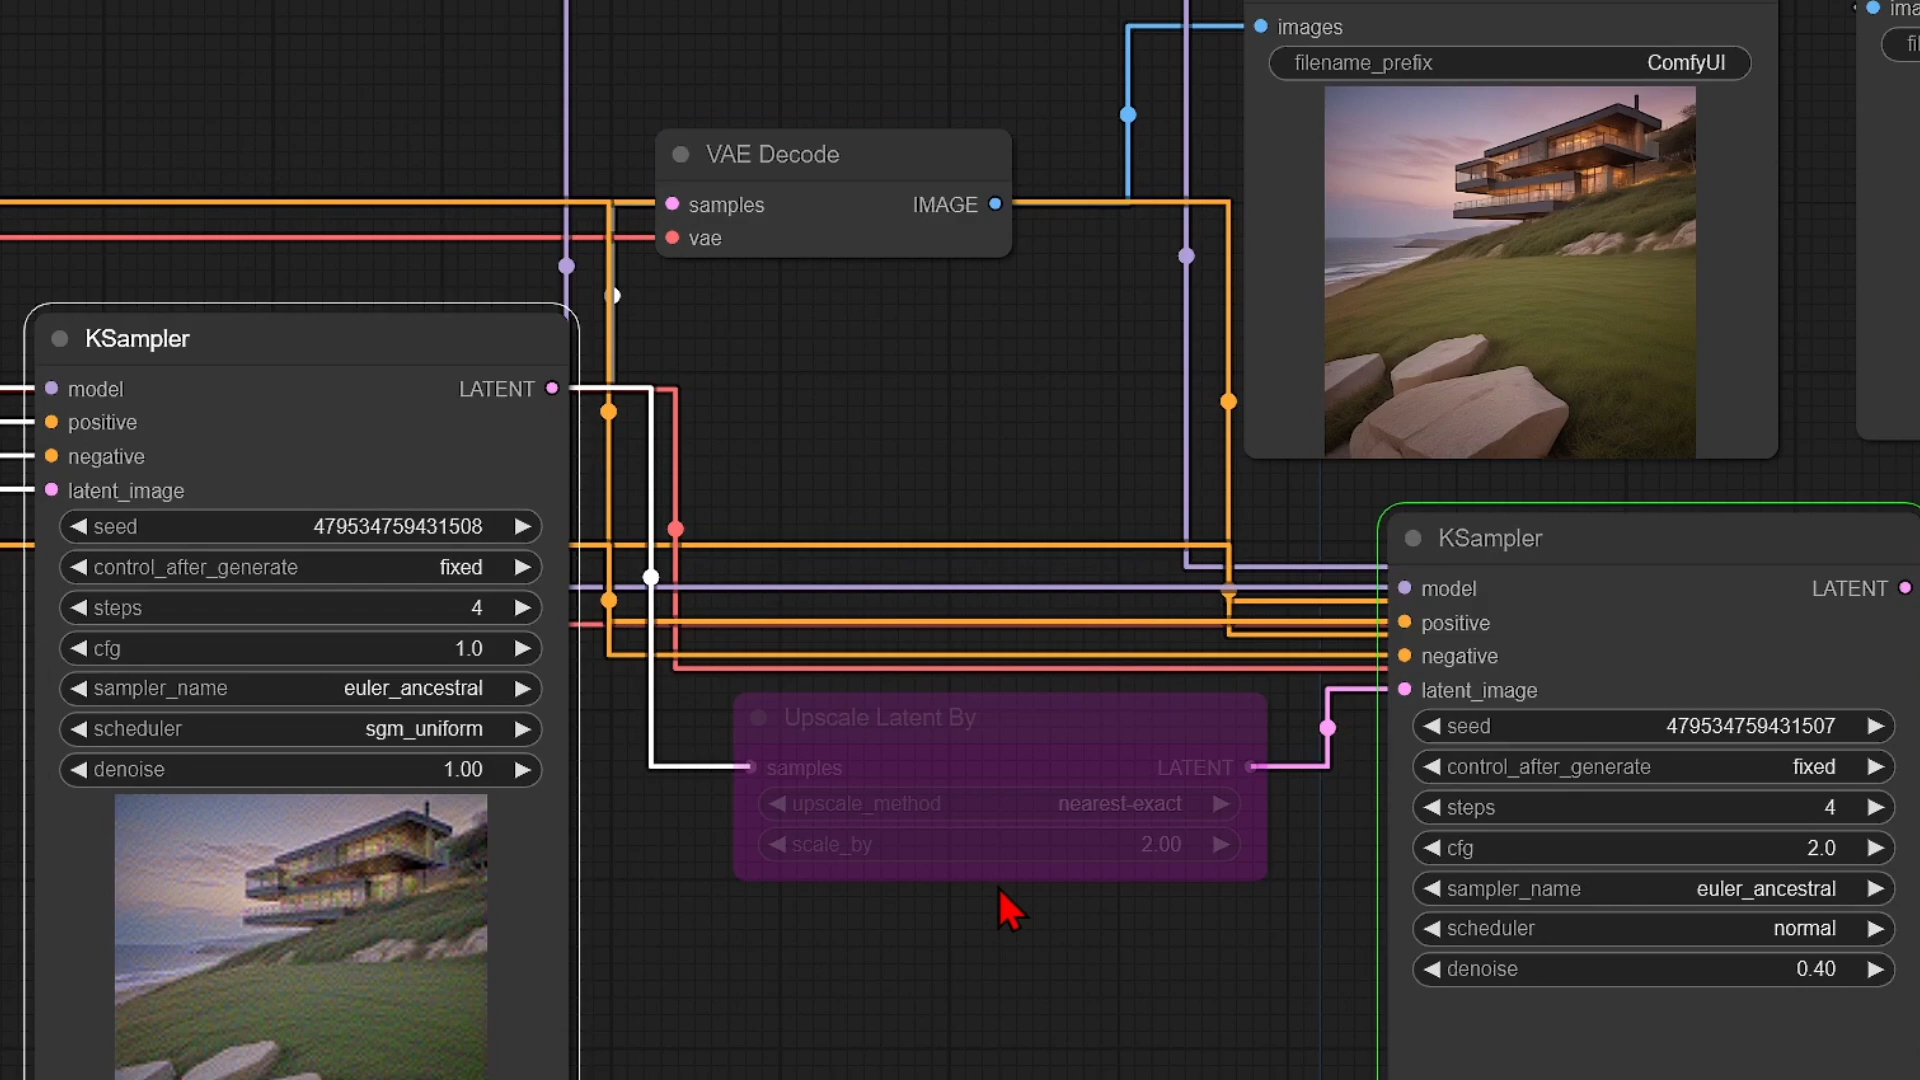 images
filename_prefix ComfyUI
VAE Decode
samples IMAGE
vae
KSampler
model LATENT
positive
negative
latent_image
seed 479534759431508
control_after_generate fixed
steps 4
cfg 1.0
sampler_name euler_ancestral
scheduler sgm_uniform
denoise 1.00
Upscale Latent By
samples LATENT
upscale_method nearest-exact
scale_by 2.00
KSampler
model LATENT
positive
negative
latent_image
seed 479534759431507
control_after_generate fixed
steps 4
cfg 2.0
sampler_name euler_ancestral
scheduler normal
denoise 0.40